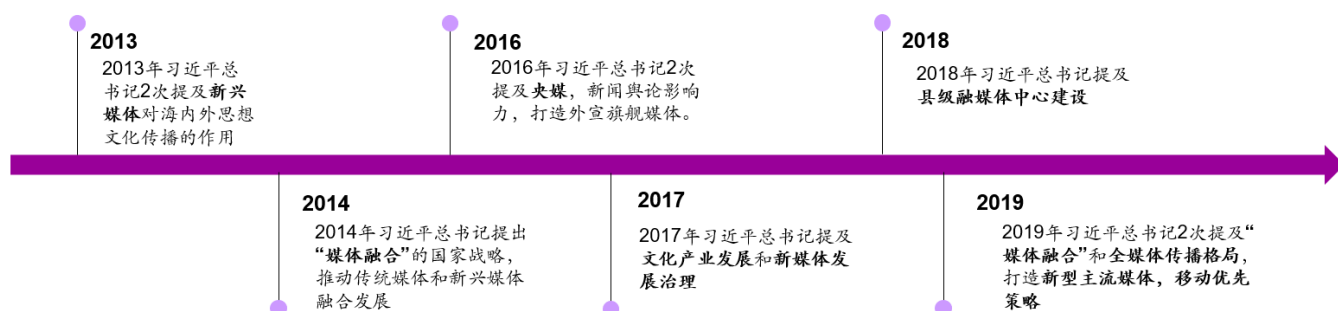 2013
2013年习近平总
书记2次提及新兴
媒体对海内外思想
文化传播的作用
2014
2014年习近平总书记提出
“媒体融合”的国家战略，
推动传统媒体和新兴媒体
融合发展
2016
2016年习近平总书记2次
提及央媒，新闻舆论影响
力，打造外宣旗舰媒体。
2017
2017年习近平总书记提及
文化产业发展和新媒体发
展治理
2018
2018年习近平总书记提及
县级融媒体中心建设
2019
2019年习近平总书记2次提及“
媒体融合”和全媒体传播格局，
打造新型主流媒体，移动优先
策略